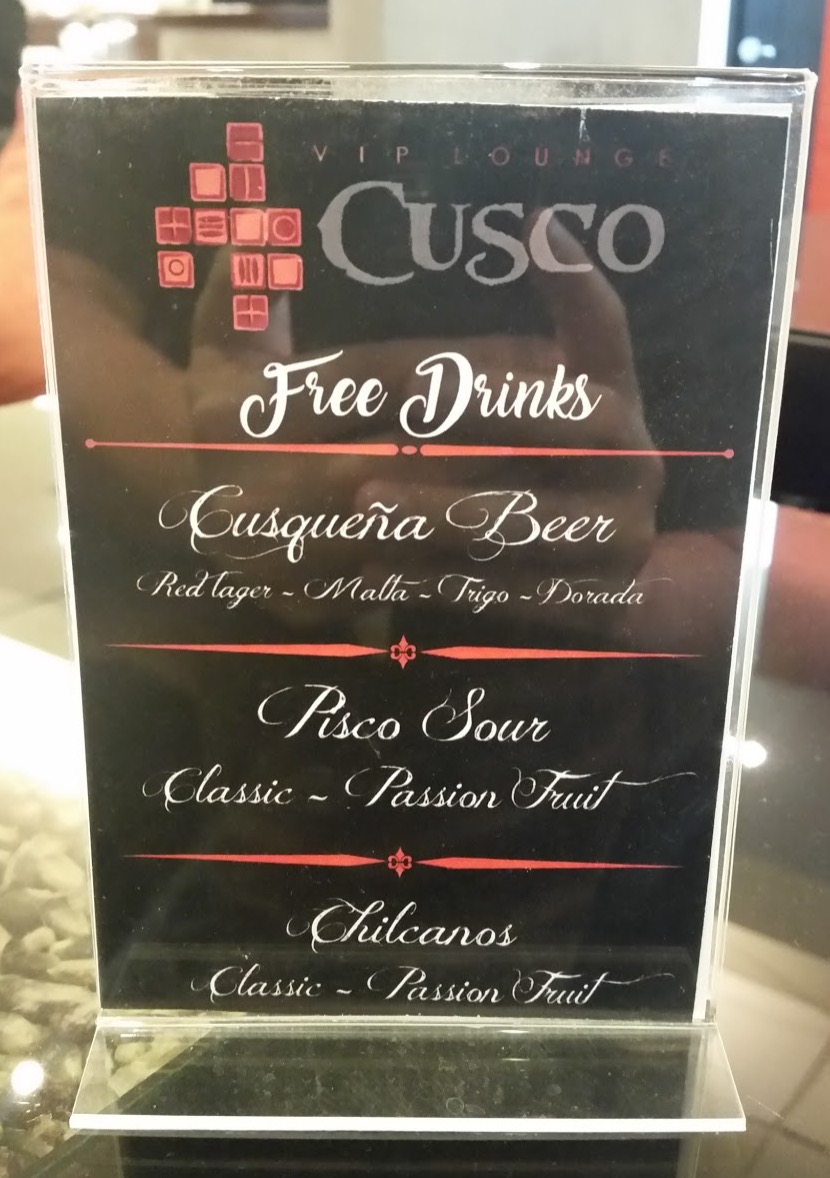 VIP LOUNGE
CUSCO
Free Drinks
Cusqueña Beer
Red lager ~ Malta ~ Trigo ~ Dorada
Pisco Sour
Classic ~ Passion Fruit
Chilcanos
Classic ~ Passion Fruit